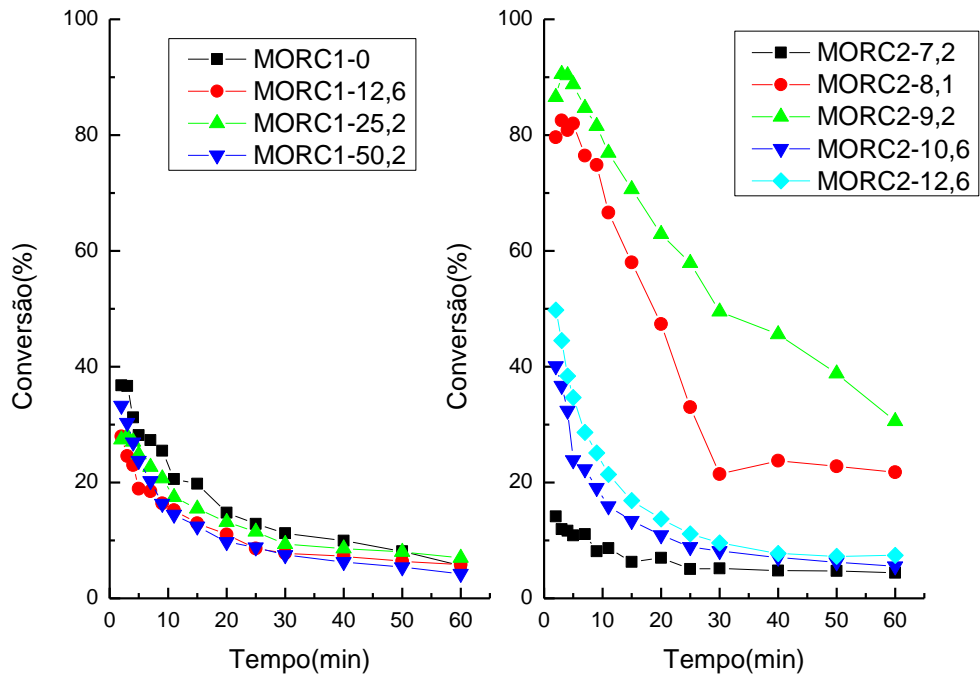 100
80
60
40
20
0
Conversão(%)
MORC1-0
MORC1-12,6
MORC1-25,2
MORC1-50,2
0 10 20 30 40 50 60
Tempo(min)
100
80
60
40
20
0
Conversão(%)
MORC2-7,2
MORC2-8,1
MORC2-9,2
MORC2-10,6
MORC2-12,6
0 10 20 30 40 50 60
Tempo(min)